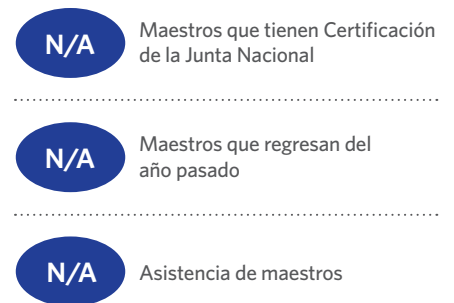 N/A
Maestros que tienen Certificación
de la Junta Nacional
N/A
Maestros que regresan del
año pasado
N/A
Asistencia de maestros